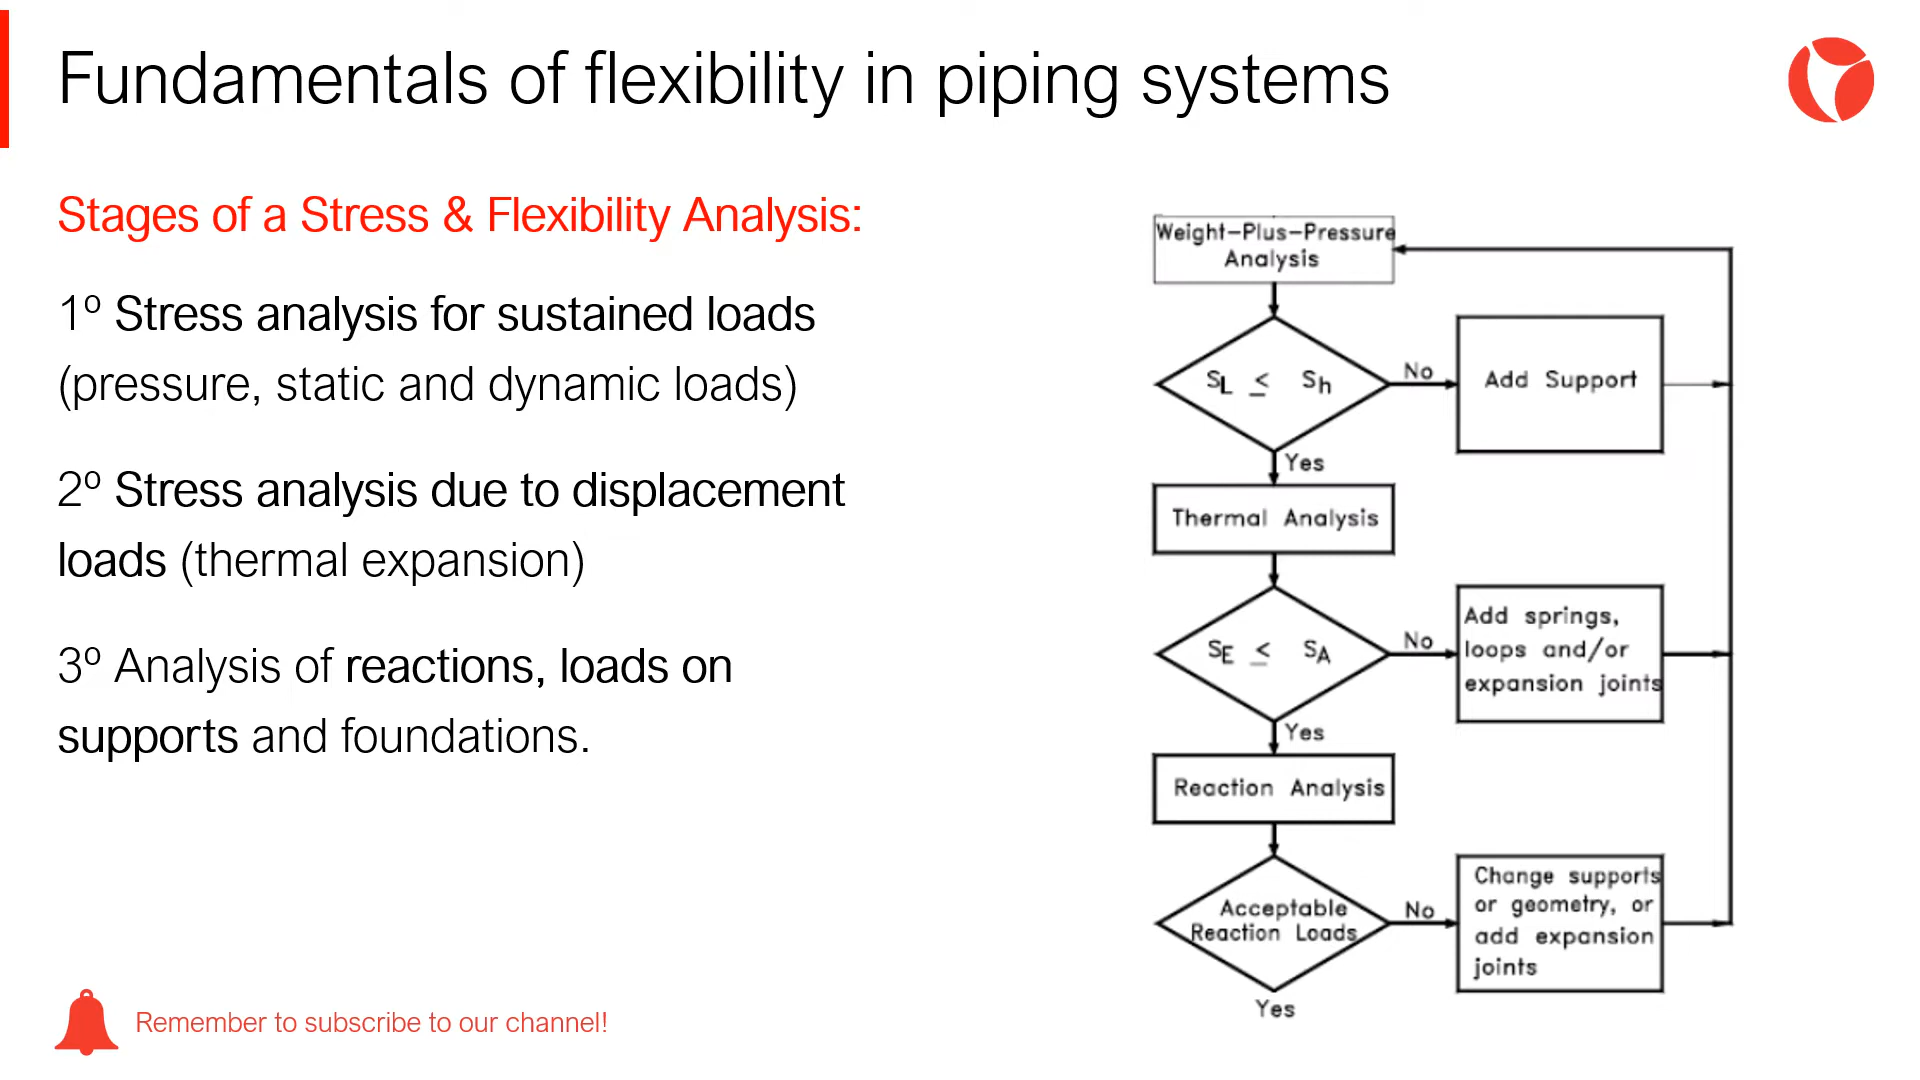 Fundamentals of flexibility in piping systems
Stages of a Stress & Flexibility Analysis:
1º Stress analysis for sustained loads
(pressure, static and dynamic loads)
2º Stress analysis due to displacement
loads (thermal expansion)
3º Analysis of reactions, loads on
supports and foundations.
Remember to subscribe to our channel!
Weight-Plus-Pressure
Analysis
SL ≤ Sh
No
Add Support
Yes
Thermal Analysis
SE ≤ SA
No
Add springs,
loops and/or
expansion joints
Yes
Reaction Analysis
Acceptable
Reaction Loads
No
Change supports
or geometry, or
add expansion
joints
Yes